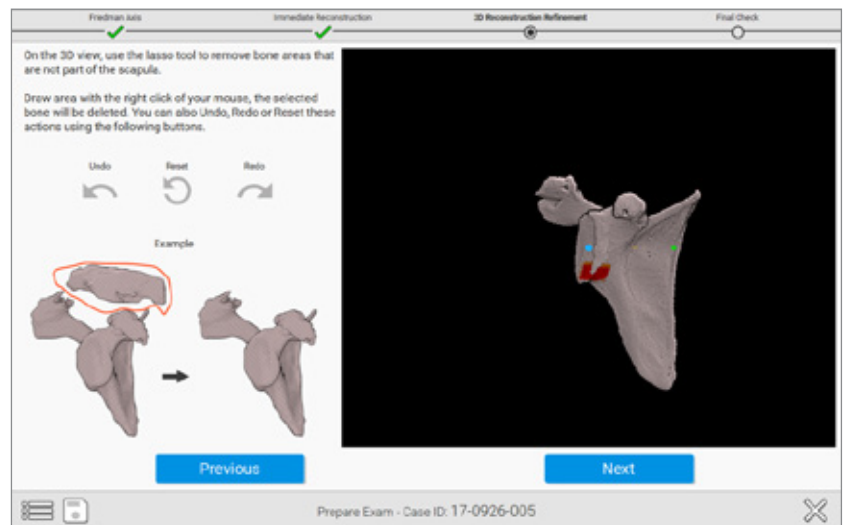 Friedman Axis
Immediate Reconstruction
3D Reconstruction Refinement
Final Check
On the 3D view, use the lasso tool to remove bone areas that
are not part of the scapula.
Draw area with the right click of your mouse, the selected
bone will be deleted. You can also Undo, Redo or Reset these
actions using the following buttons.
Undo
Reset
Redo
Example
Previous
Next
Prepare Exam - Case ID: 17-0926-005